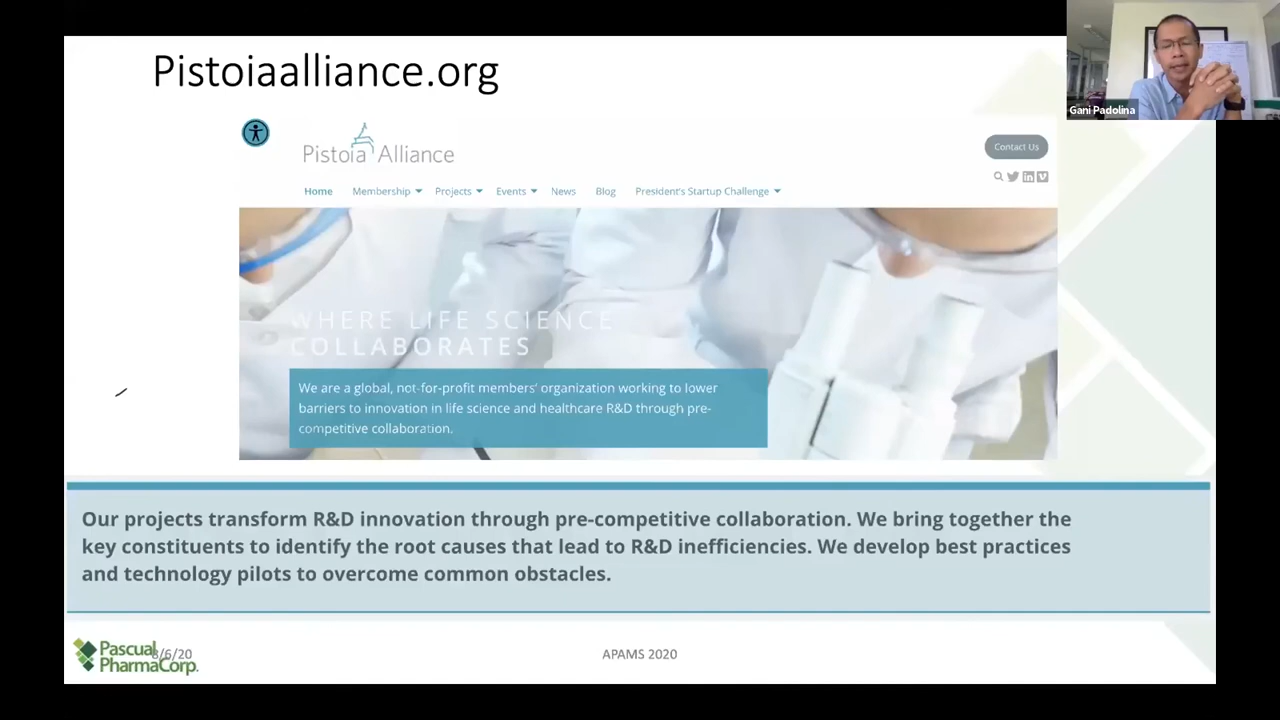 Pistoiaalliance.org
Gani Padolina
Pistoia Alliance
Contact Us
Home Membership Projects Events News Blog President's Startup Challenge
WHERE LIFE SCIENCE
COLLABORATES
We are a global, not-for-profit members' organization working to lower
barriers to innovation in life science and healthcare R&D through pre-
competitive collaboration.
Our projects transform R&D innovation through pre-competitive collaboration. We bring together the
key constituents to identify the root causes that lead to R&D inefficiencies. We develop best practices
and technology pilots to overcome common obstacles.
Pascual
PharmaCorp.
/6/20
APAMS 2020